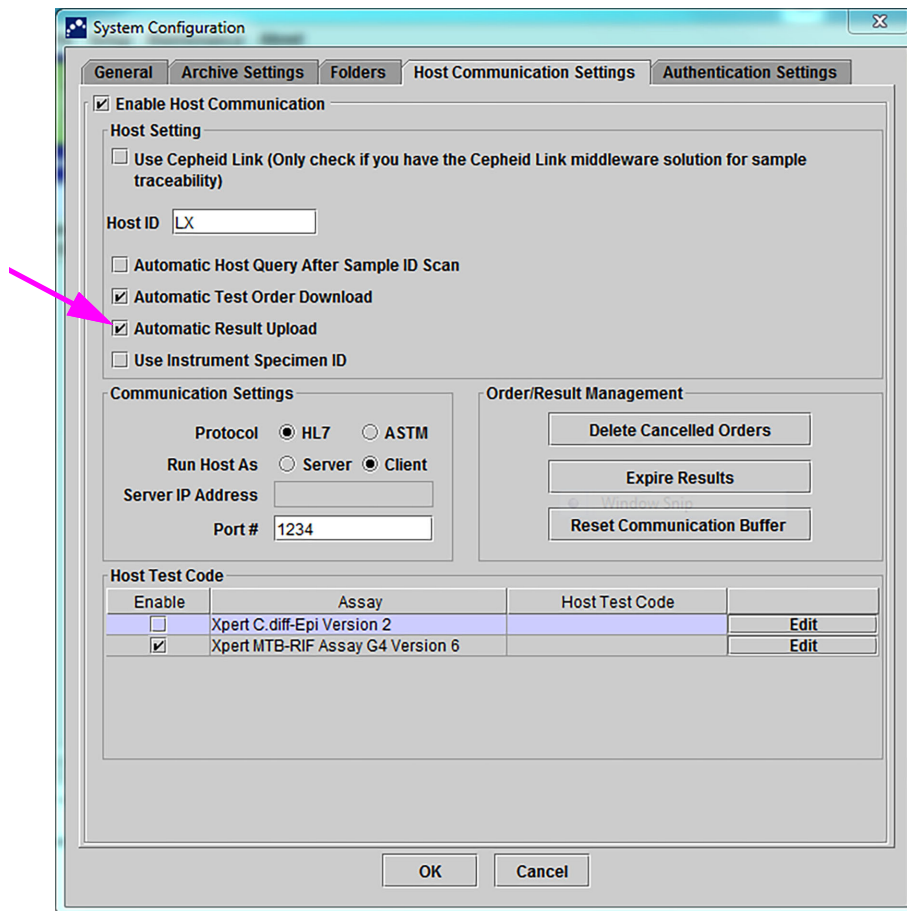 System Configuration
General Archive Settings Folders Host Communication Settings Authentication Settings
Enable Host Communication
Host Setting
Use Cepheid Link (Only check if you have the Cepheid Link middleware solution for sample
traceability)
Host ID LX
Automatic Host Query After Sample ID Scan
Automatic Test Order Download
Automatic Result Upload
Use Instrument Specimen ID
Communication Settings
Protocol HL7 ASTM
Run Host As Server Client
Server IP Address
Port # 1234
Order/Result Management
Delete Cancelled Orders
Expire Results
Window Snip
Reset Communication Buffer
Host Test Code
Enable Assay Host Test Code
Xpert C.diff-Epi Version 2 Edit
Xpert MTB-RIF Assay G4 Version 6 Edit
OK Cancel